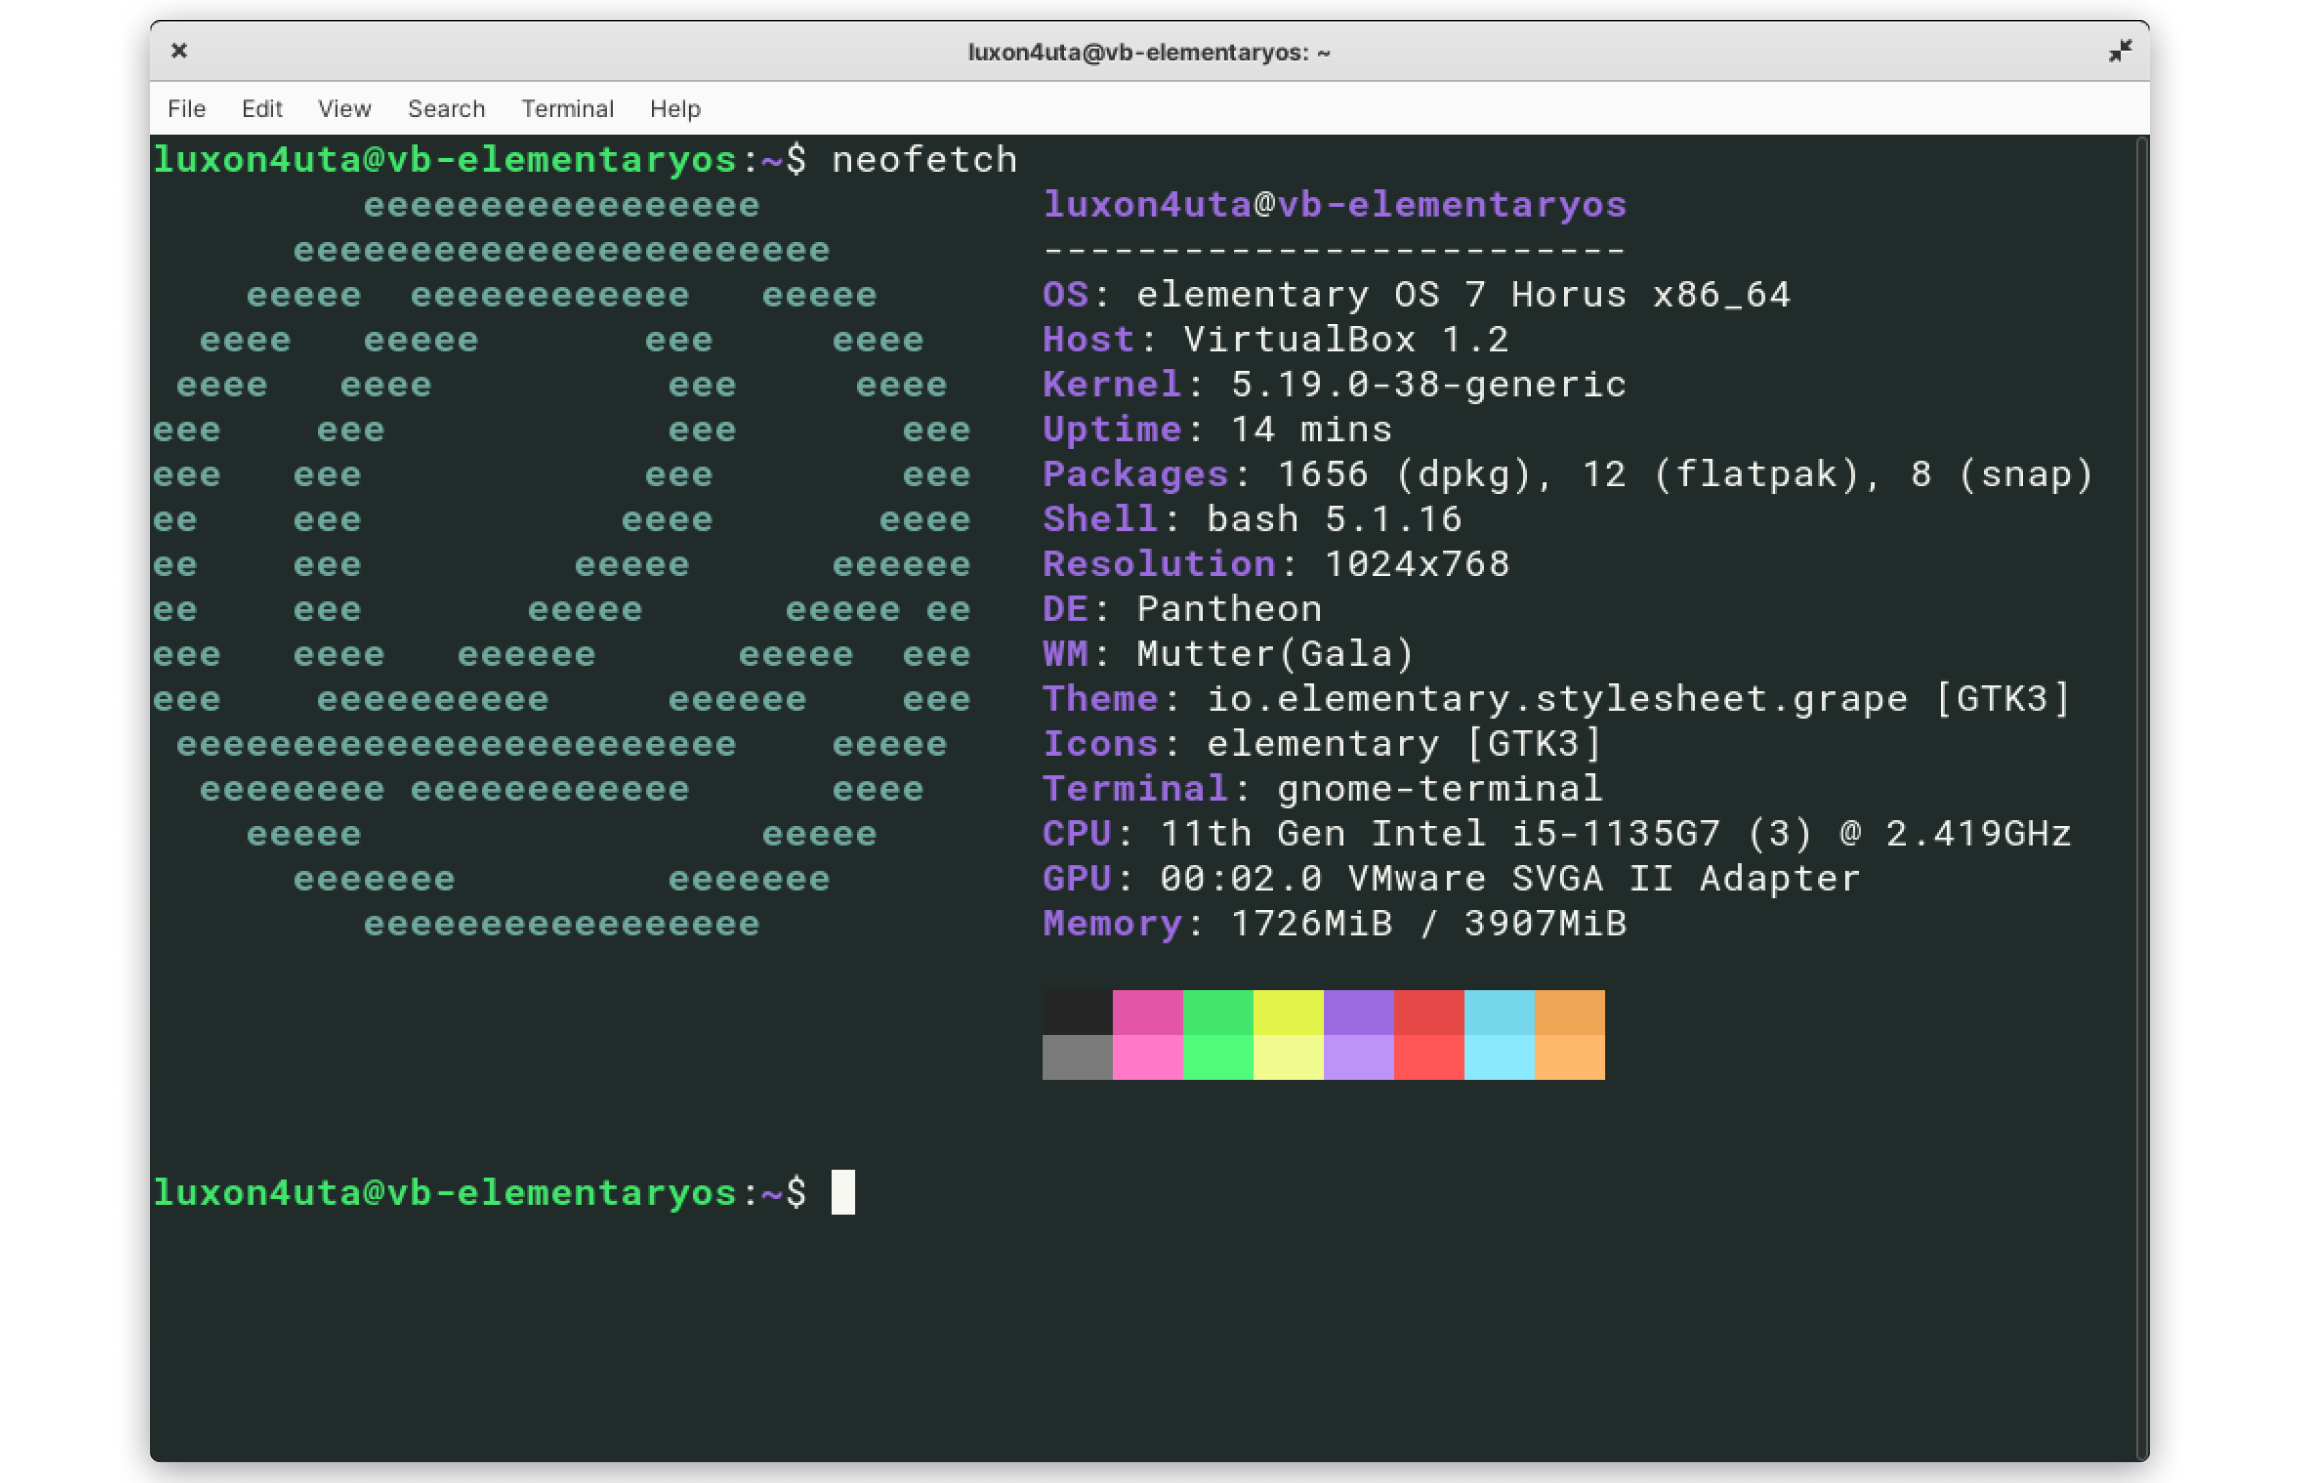 luxon4uta@vb-elementaryos: ~
File Edit View Search Terminal Help
luxon4uta@vb-elementaryos:~$ neofetch
         eeeeeeeeeeeeeeeee            luxon4uta@vb-elementaryos
      eeeeeeeeeeeeeeeeeeeeeee         -------------------------
    eeeee  eeeeeeeeeeee   eeeee       OS: elementary OS 7 Horus x86_64
  eeee   eeeee       eee     eeee     Host: VirtualBox 1.2
 eeee   eeee          eee     eeee    Kernel: 5.19.0-38-generic
eee    eee            eee       eee   Uptime: 14 mins
eee   eee            eee        eee   Packages: 1656 (dpkg), 12 (flatpak), 8 (snap)
ee    eee           eeee       eeee   Shell: bash 5.1.16
ee    eee         eeeee      eeeeee   Resolution: 1024x768
ee    eee       eeeee      eeeee ee   DE: Pantheon
eee   eeee   eeeeee      eeeee  eee   WM: Mutter(Gala)
eee    eeeeeeeeee     eeeeee    eee   Theme: io.elementary.stylesheet.grape [GTK3]
 eeeeeeeeeeeeeeeeeeeeeeee    eeeee    Icons: elementary [GTK3]
  eeeeeeee eeeeeeeeeeee      eeee     Terminal: gnome-terminal
    eeeee                 eeeee       CPU: 11th Gen Intel i5-1135G7 (3) @ 2.419GHz
      eeeeeee         eeeeeee         GPU: 00:02.0 VMware SVGA II Adapter
         eeeeeeeeeeeeeeeee            Memory: 1726MiB / 3907MiB
luxon4uta@vb-elementaryos:~$